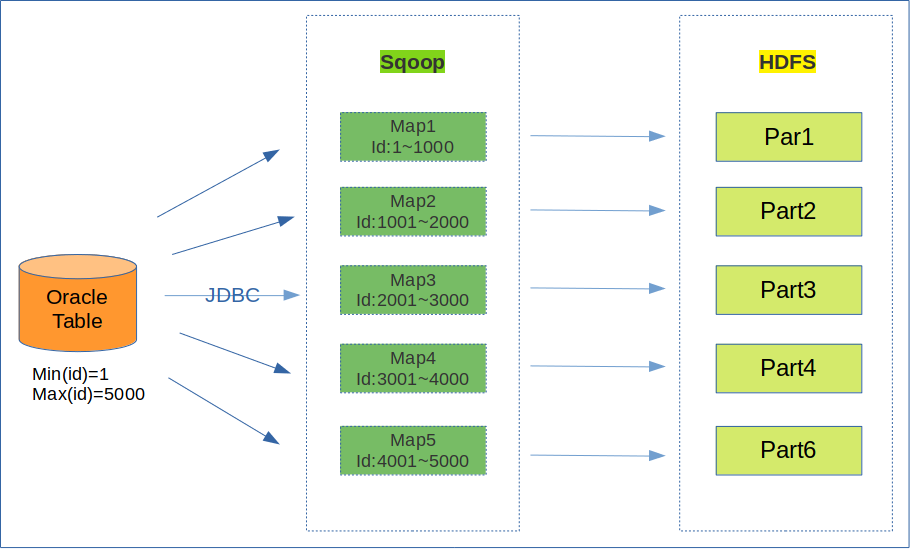 Sqoop
HDFS
Map1
Id:1~1000
Par1
Map2
Id:1001~2000
Part2
Oracle
Table
JDBC
Map3
Id:2001~3000
Part3
Min(id)=1
Max(id)=5000
Map4
Id:3001~4000
Part4
Map5
Id:4001~5000
Part6